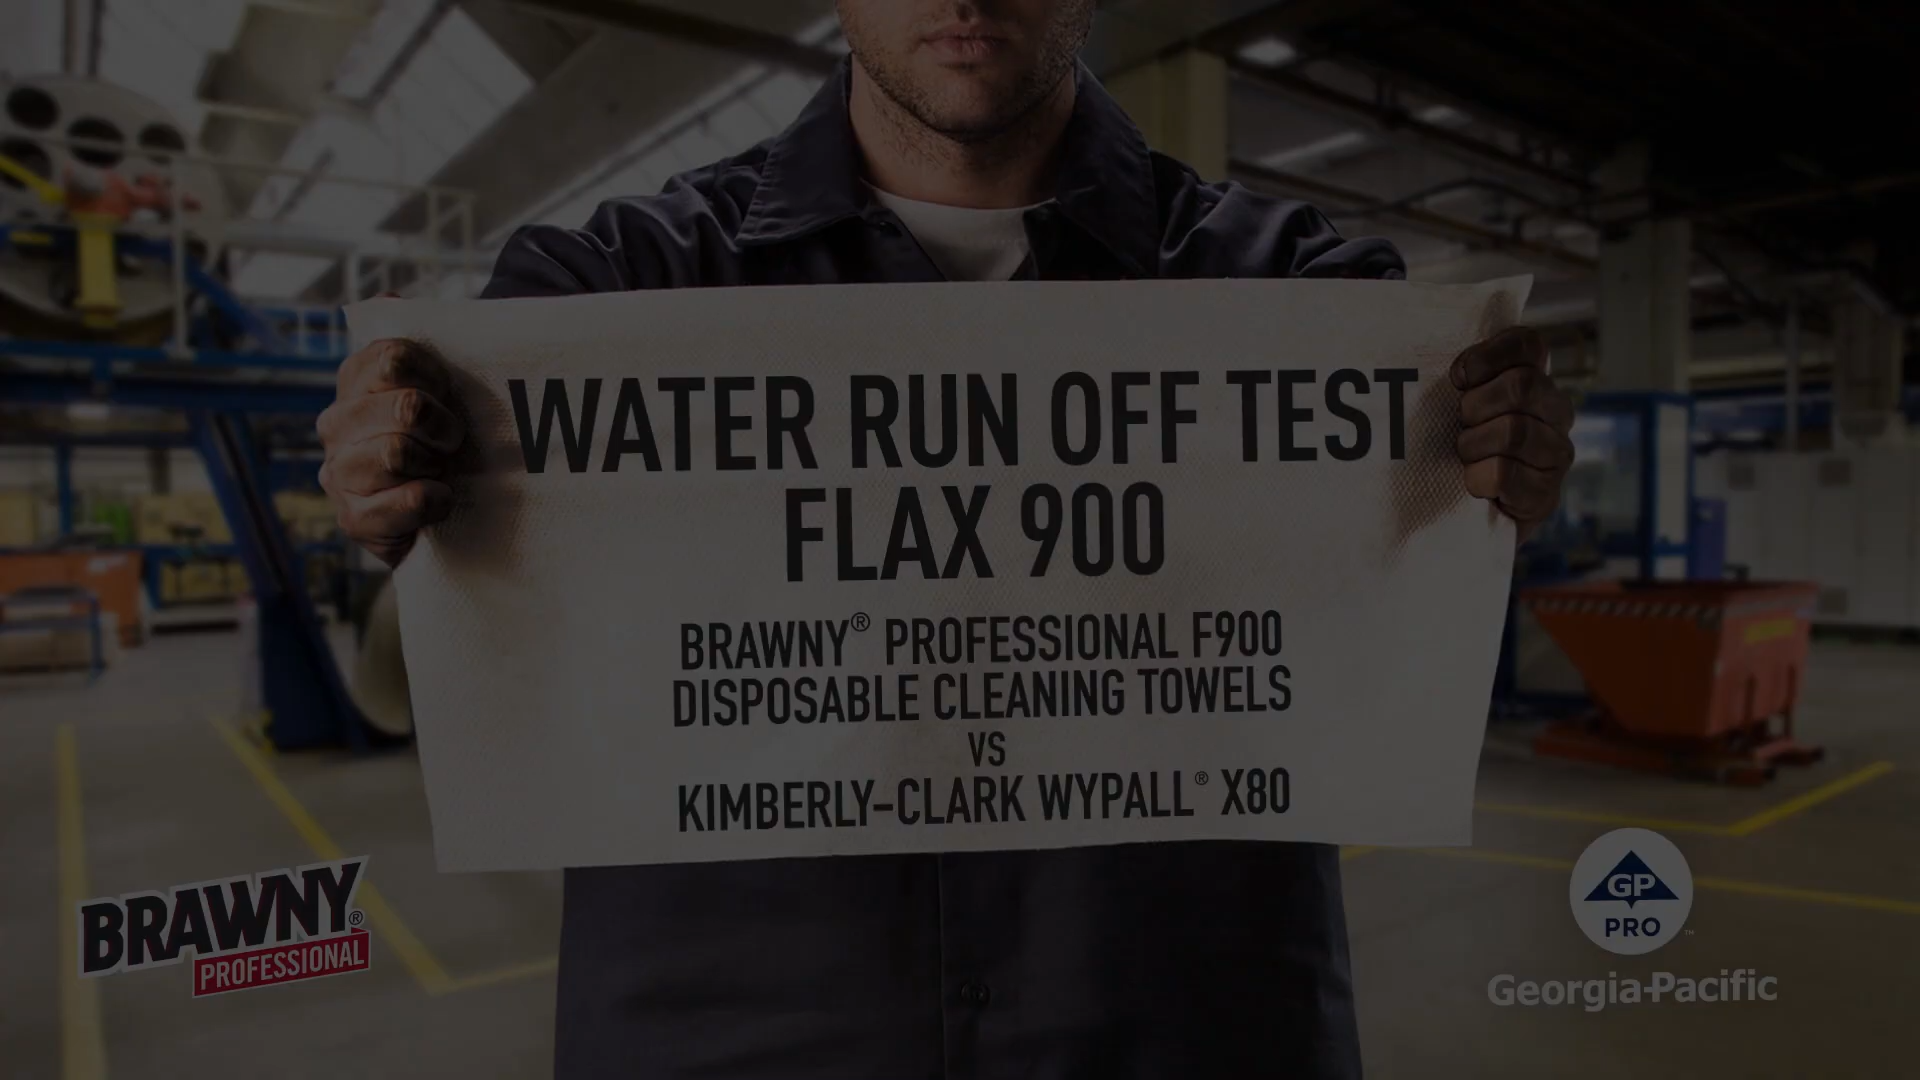 WATER RUN OFF TEST
FLAX 900
BRAWNY® PROFESSIONAL F900
DISPOSABLE CLEANING TOWELS
VS
KIMBERLY-CLARK WYPALL® X80
BRAWNY®
PROFESSIONAL
GP
PRO™
Georgia-Pacific